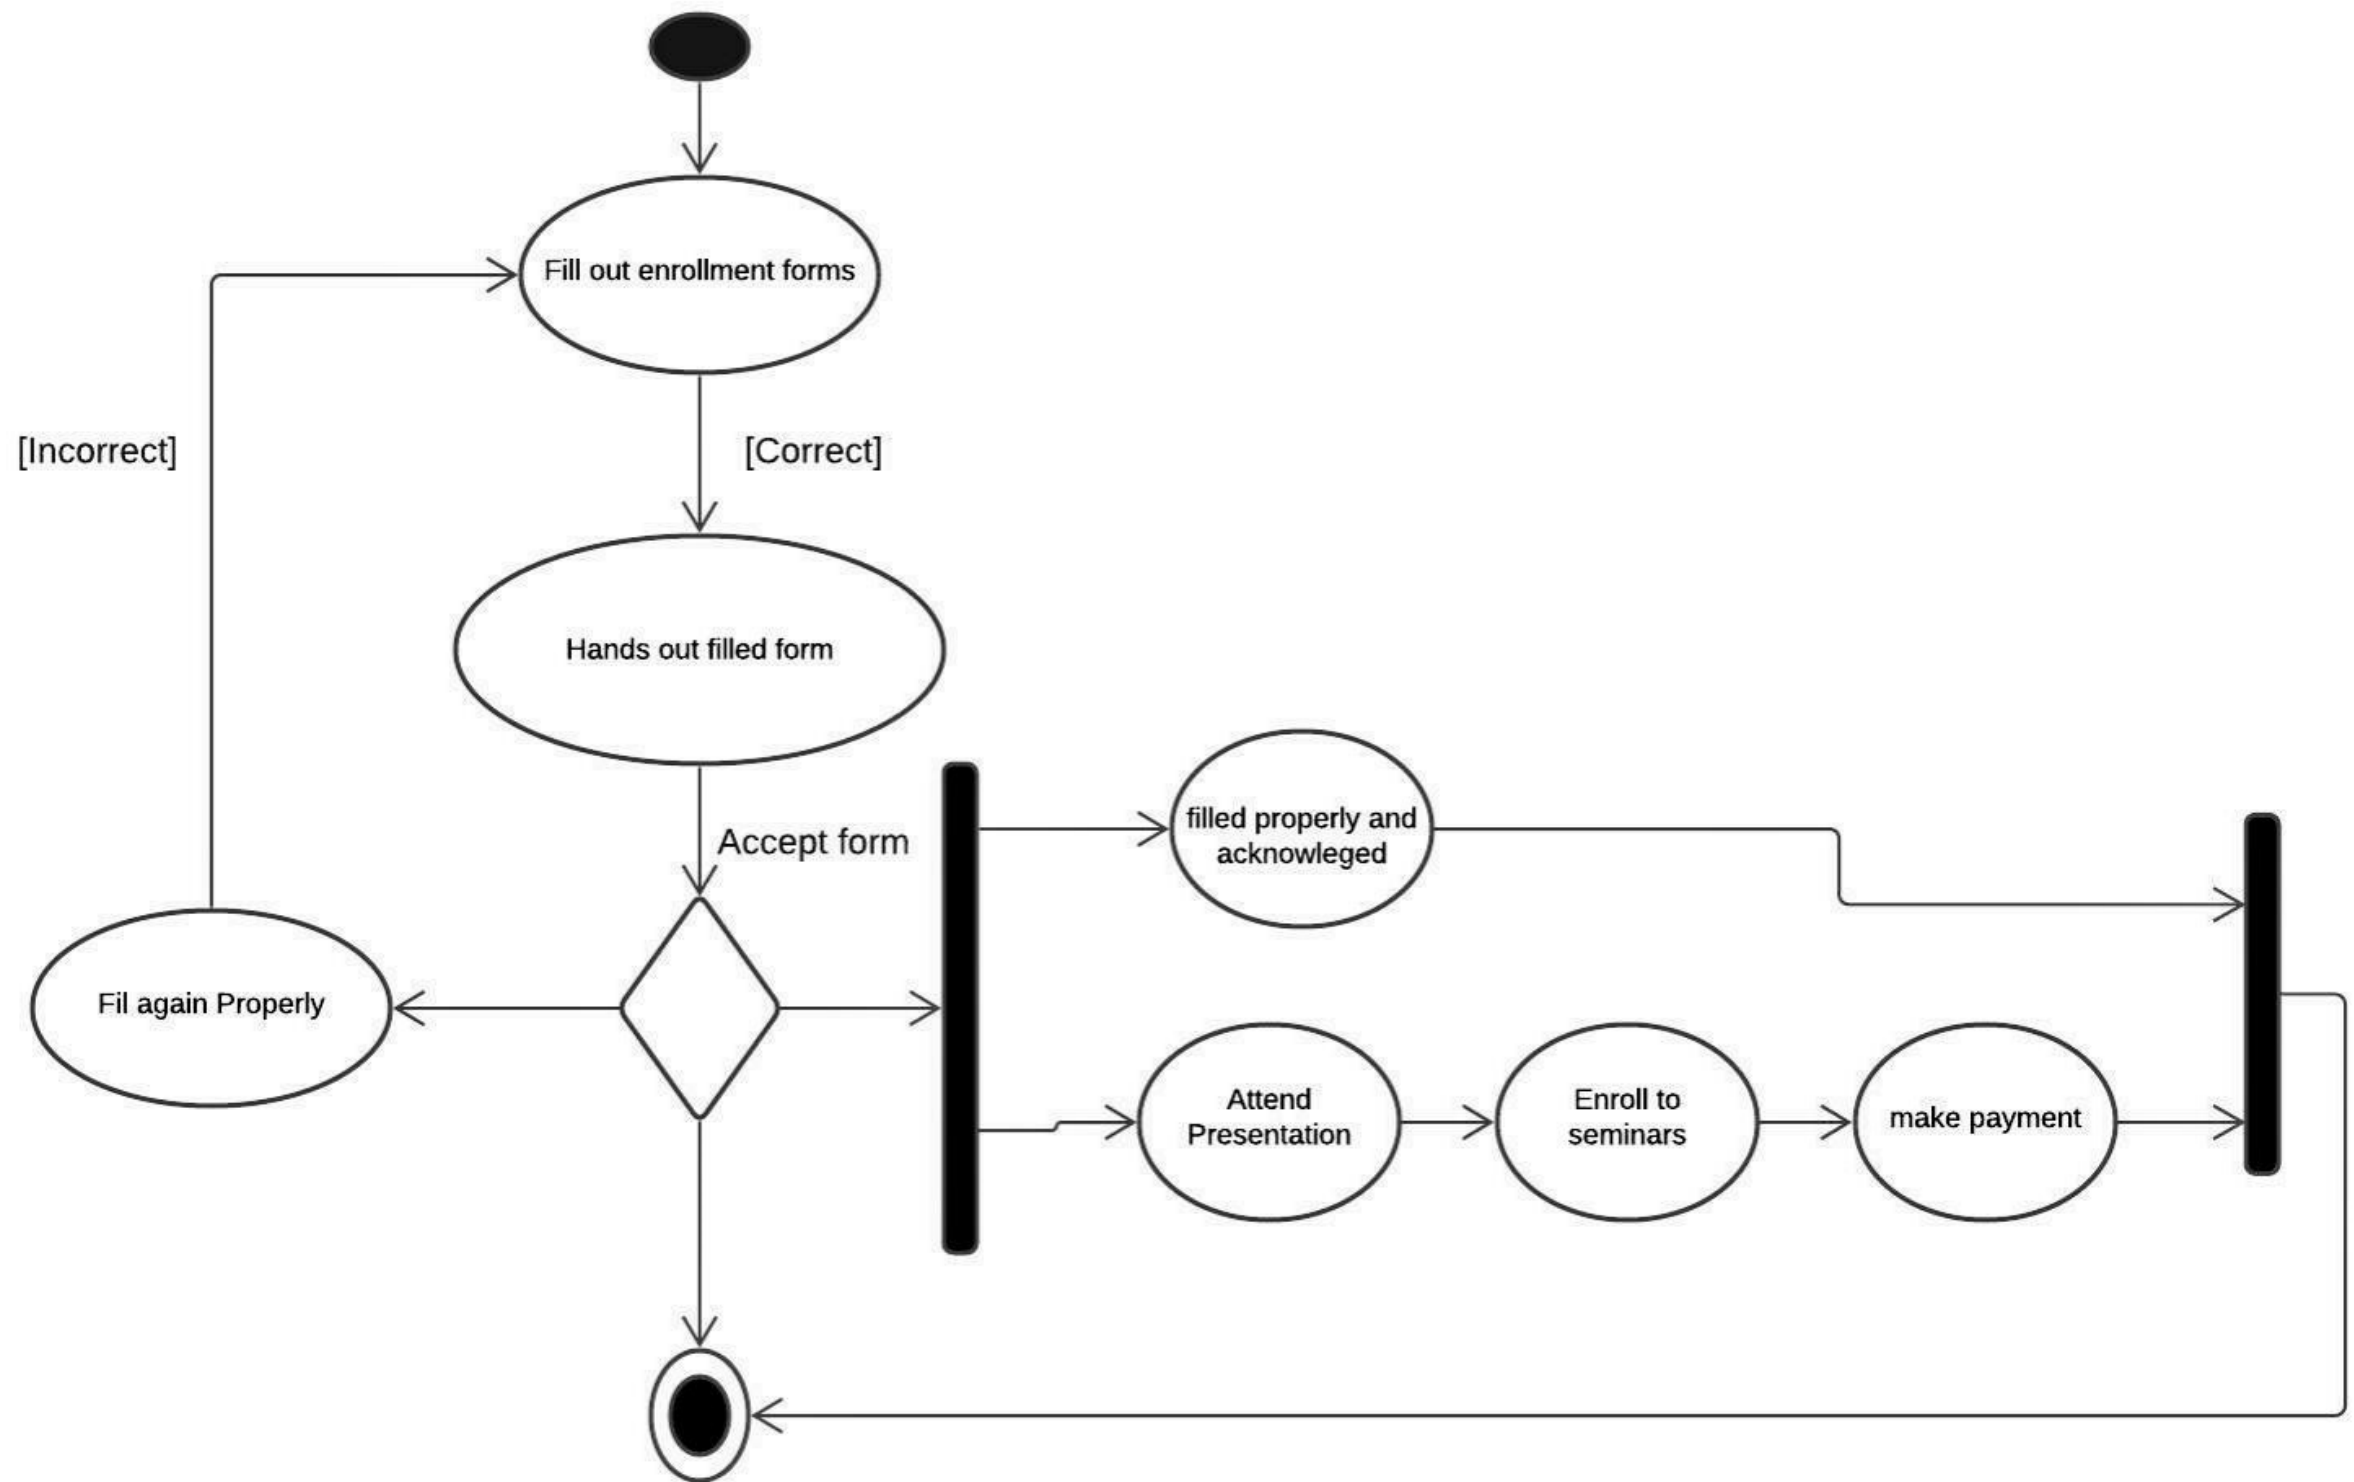 Fill out enrollment forms
[Incorrect]
[Correct]
Hands out filled form
Accept form
filled properly and
acknowleged
Fil again Properly
Attend
Presentation
Enroll to
seminars
make payment